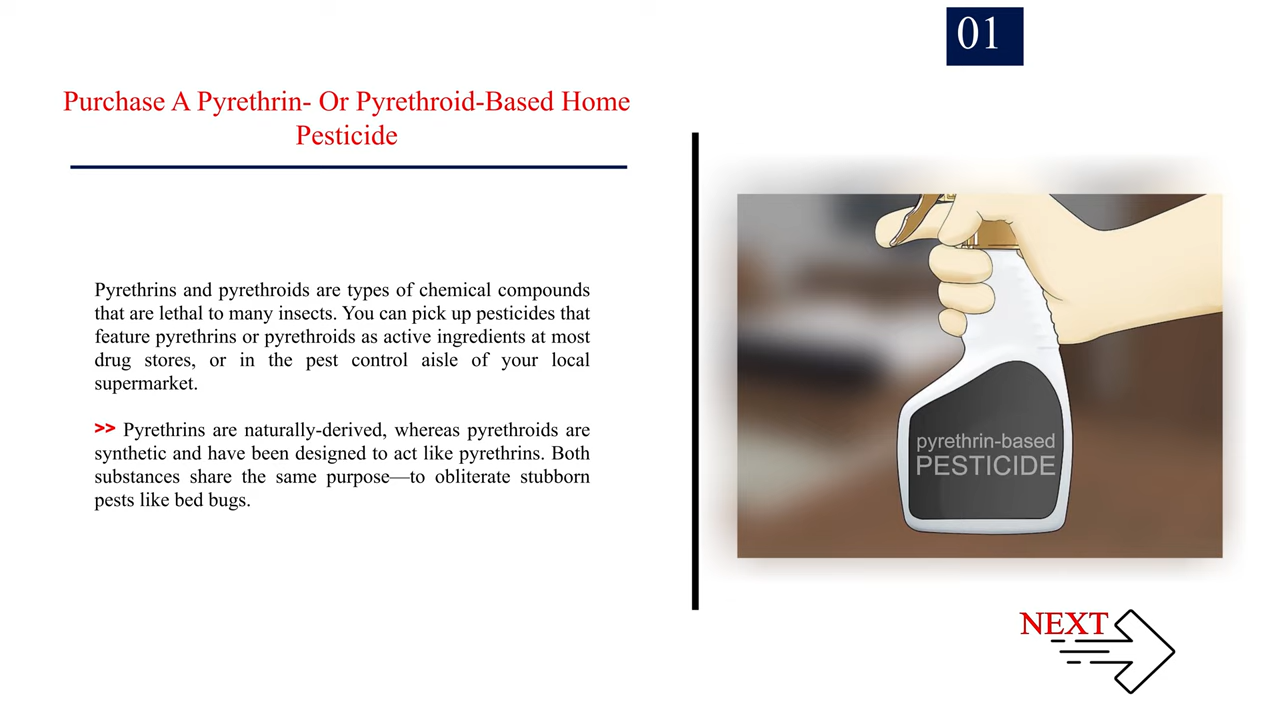 01
Purchase A Pyrethrin- Or Pyrethroid-Based Home
Pesticide
Pyrethrins and pyrethroids are types of chemical compounds
that are lethal to many insects. You can pick up pesticides that
feature pyrethrins or pyrethroids as active ingredients at most
drug stores, or in the pest control aisle of your local
supermarket.
>> Pyrethrins are naturally-derived, whereas pyrethroids are
synthetic and have been designed to act like pyrethrins. Both
substances share the same purpose—to obliterate stubborn
pests like bed bugs.
pyrethrin-based
PESTICIDE
NEXT